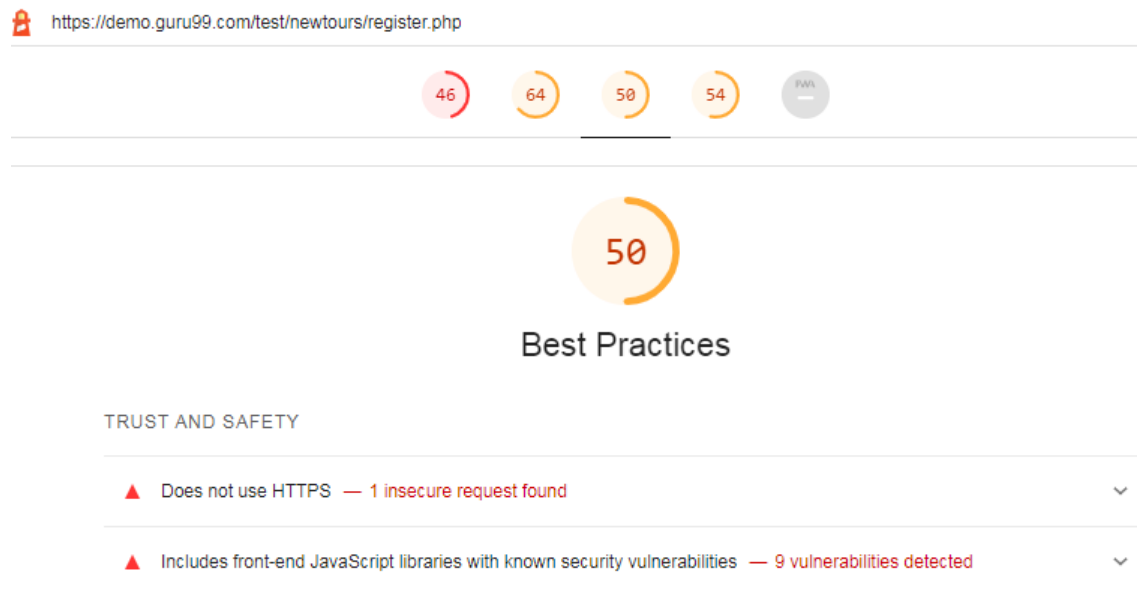 https://demo.guru99.com/test/newtours/register.php
46 64 50 54 PWA
50
Best Practices
TRUST AND SAFETY
Does not use HTTPS — 1 insecure request found
Includes front-end JavaScript libraries with known security vulnerabilities — 9 vulnerabilities detected